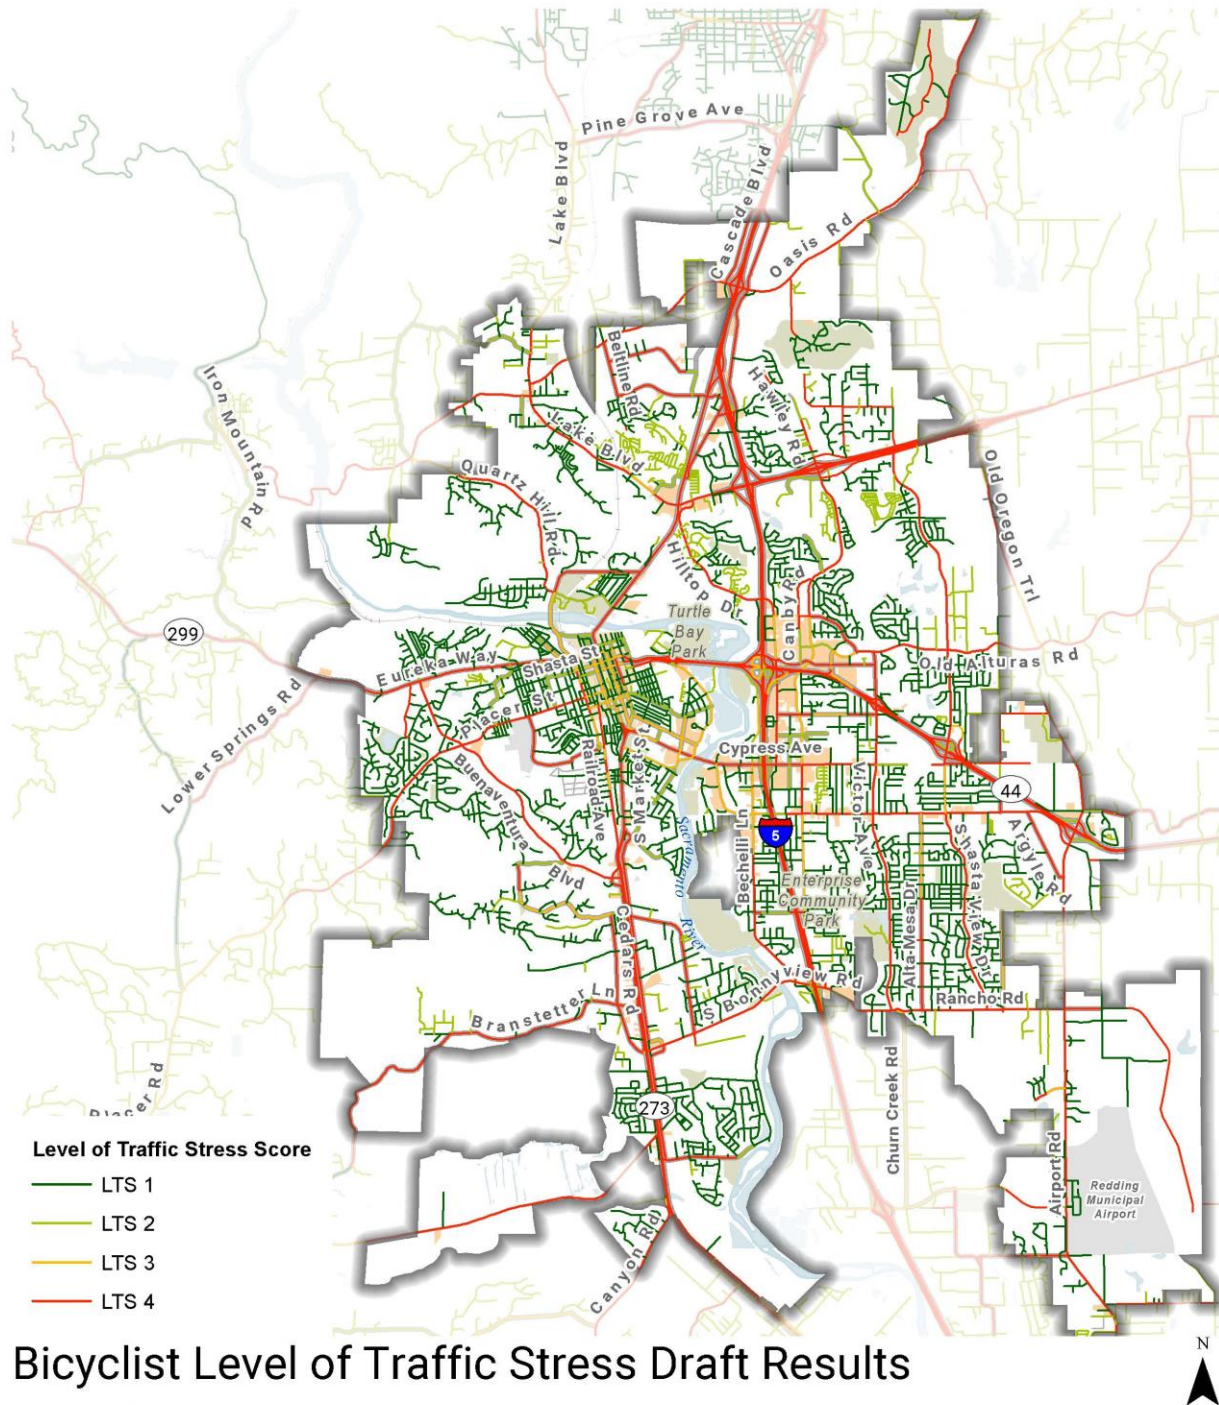 Pine Grove Ave
Lake Blvd
Cascade Blvd
Oasis Rd
Iron Mountain Rd
Beltline Rd
Hawley Rd
Lake Blvd
Quartz Hill Rd
Old Oregon Trl
Hilltop Dr
Canby Rd
Turtle
Bay
Park
299
Eureka Way
Shasta St
Old Alturas Rd
Lower Springs Rd
Placer St
Cypress Ave
Buenaventura
Blvd
Railroad Ave
S Market St
Victor Ave
44
Sacramento
River
Bechelli Ln
5
Shasta View Dr
Argyle Rd
Enterprise
Community
Park
Alta Mesa Dr
Cedars Rd
S Bonnyview Rd
Rancho Rd
Branstetter Ln
Placer Rd
273
Churn Creek Rd
Airport Rd
Redding
Municipal
Airport
Canyon Rd
Level of Traffic Stress Score
LTS 1
LTS 2
LTS 3
LTS 4
N
Bicyclist Level of Traffic Stress Draft Results